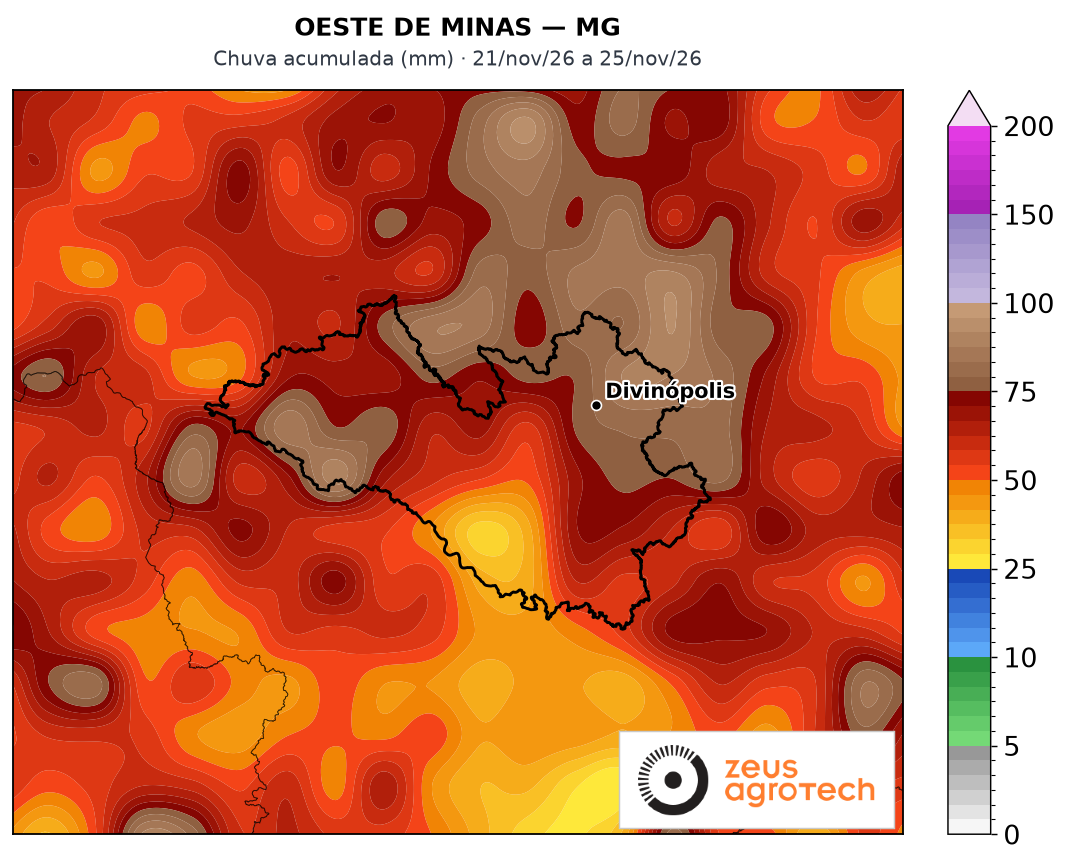 OESTE DE MINAS — MG
Chuva acumulada (mm) · 21/nov/26 a 25/nov/26
200
150
100
75
50
25
10
5
0
Divinópolis
zeus
agroтecн